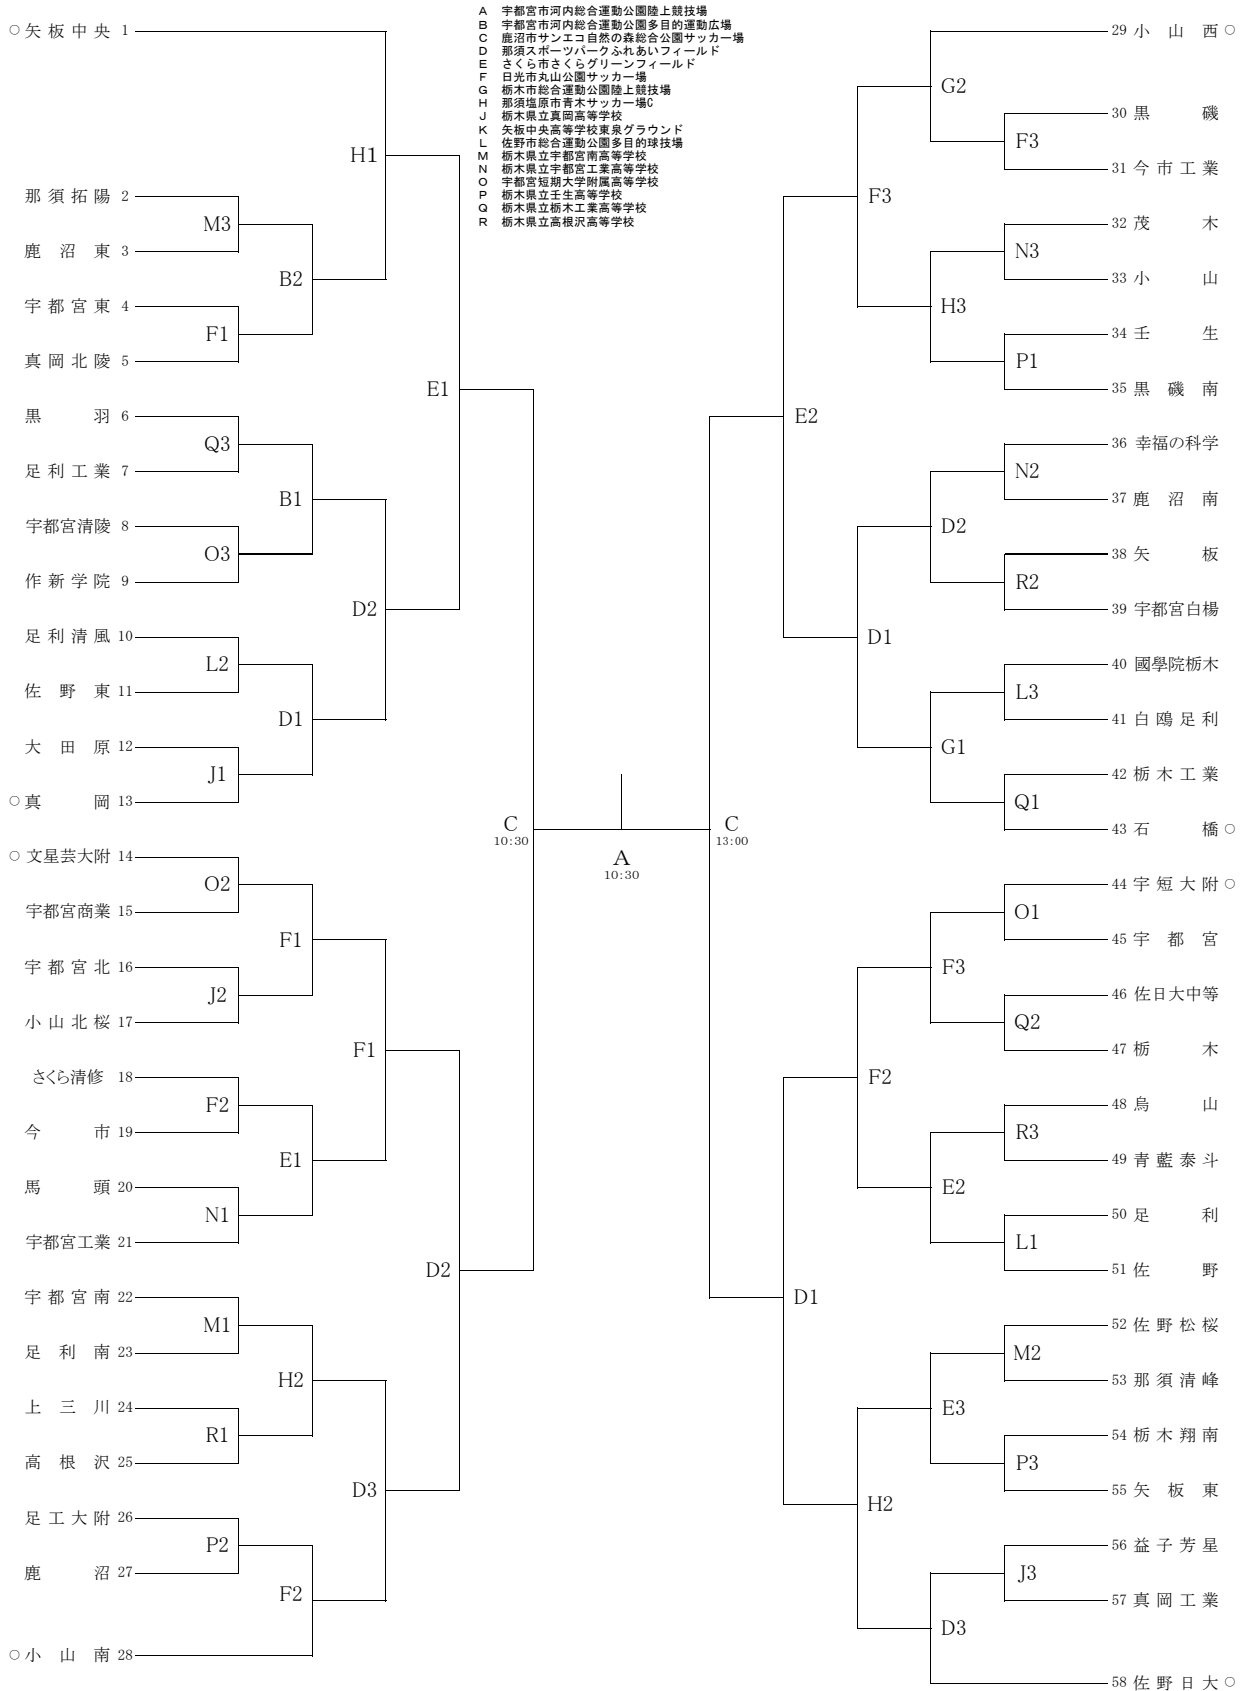 A 宇都宮市河内総合運動公園陸上競技場
B 宇都宮市河内総合運動公園多目的運動広場
C 鹿沼市サンエコ自然の森総合公園サッカー場
D 那須スポーツパークふれあいフィールド
E さくら市さくらグリーンフィールド
F 日光市丸山公園サッカー場
G 栃木市総合運動公園陸上競技場
H 那須塩原市青木サッカー場C
J 栃木県立真岡高等学校
K 矢板中央高等学校東泉グラウンド
L 佐野市総合運動公園多目的球技場
M 栃木県立宇都宮南高等学校
N 栃木県立宇都宮工業高等学校
O 宇都宮短期大学附属高等学校
P 栃木県立壬生高等学校
Q 栃木県立栃木工業高等学校
R 栃木県立高根沢高等学校
○ 矢板中央 1
那須拓陽 2
鹿沼東 3
宇都宮東 4
真岡北陵 5
黒羽 6
足利工業 7
宇都宮清陵 8
作新学院 9
足利清風 10
佐野東 11
大田原 12
○ 真岡 13
○ 文星芸大附 14
宇都宮商業 15
宇都宮北 16
小山北桜 17
さくら清修 18
今市 19
馬頭 20
宇都宮工業 21
宇都宮南 22
足利南 23
上三川 24
高根沢 25
足工大附 26
鹿沼 27
○ 小山南 28
M3
F1
Q3
O3
L2
J1
O2
J2
F2
N1
M1
R1
P2
B2
B1
D1
F1
E1
H2
F2
H1
D2
F1
D3
E1
D2
C
10:30
A
10:30
C
13:00
E2
D1
F3
D1
F2
H2
G2
H3
D2
G1
F3
E2
E3
D3
F3
N3
P1
N2
R2
L3
Q1
O1
Q2
R3
L1
M2
P3
J3
29 小山西 ○
30 黒磯
31 今市工業
32 茂木
33 小山
34 壬生
35 黒磯南
36 幸福の科学
37 鹿沼南
38 矢板
39 宇都宮白楊
40 國學院栃木
41 白鴎足利
42 栃木工業
43 石橋 ○
44 宇短大附 ○
45 宇都宮
46 佐日大中等
47 栃木
48 烏山
49 青藍泰斗
50 足利
51 佐野
52 佐野松桜
53 那須清峰
54 栃木翔南
55 矢板東
56 益子芳星
57 真岡工業
58 佐野日大 ○